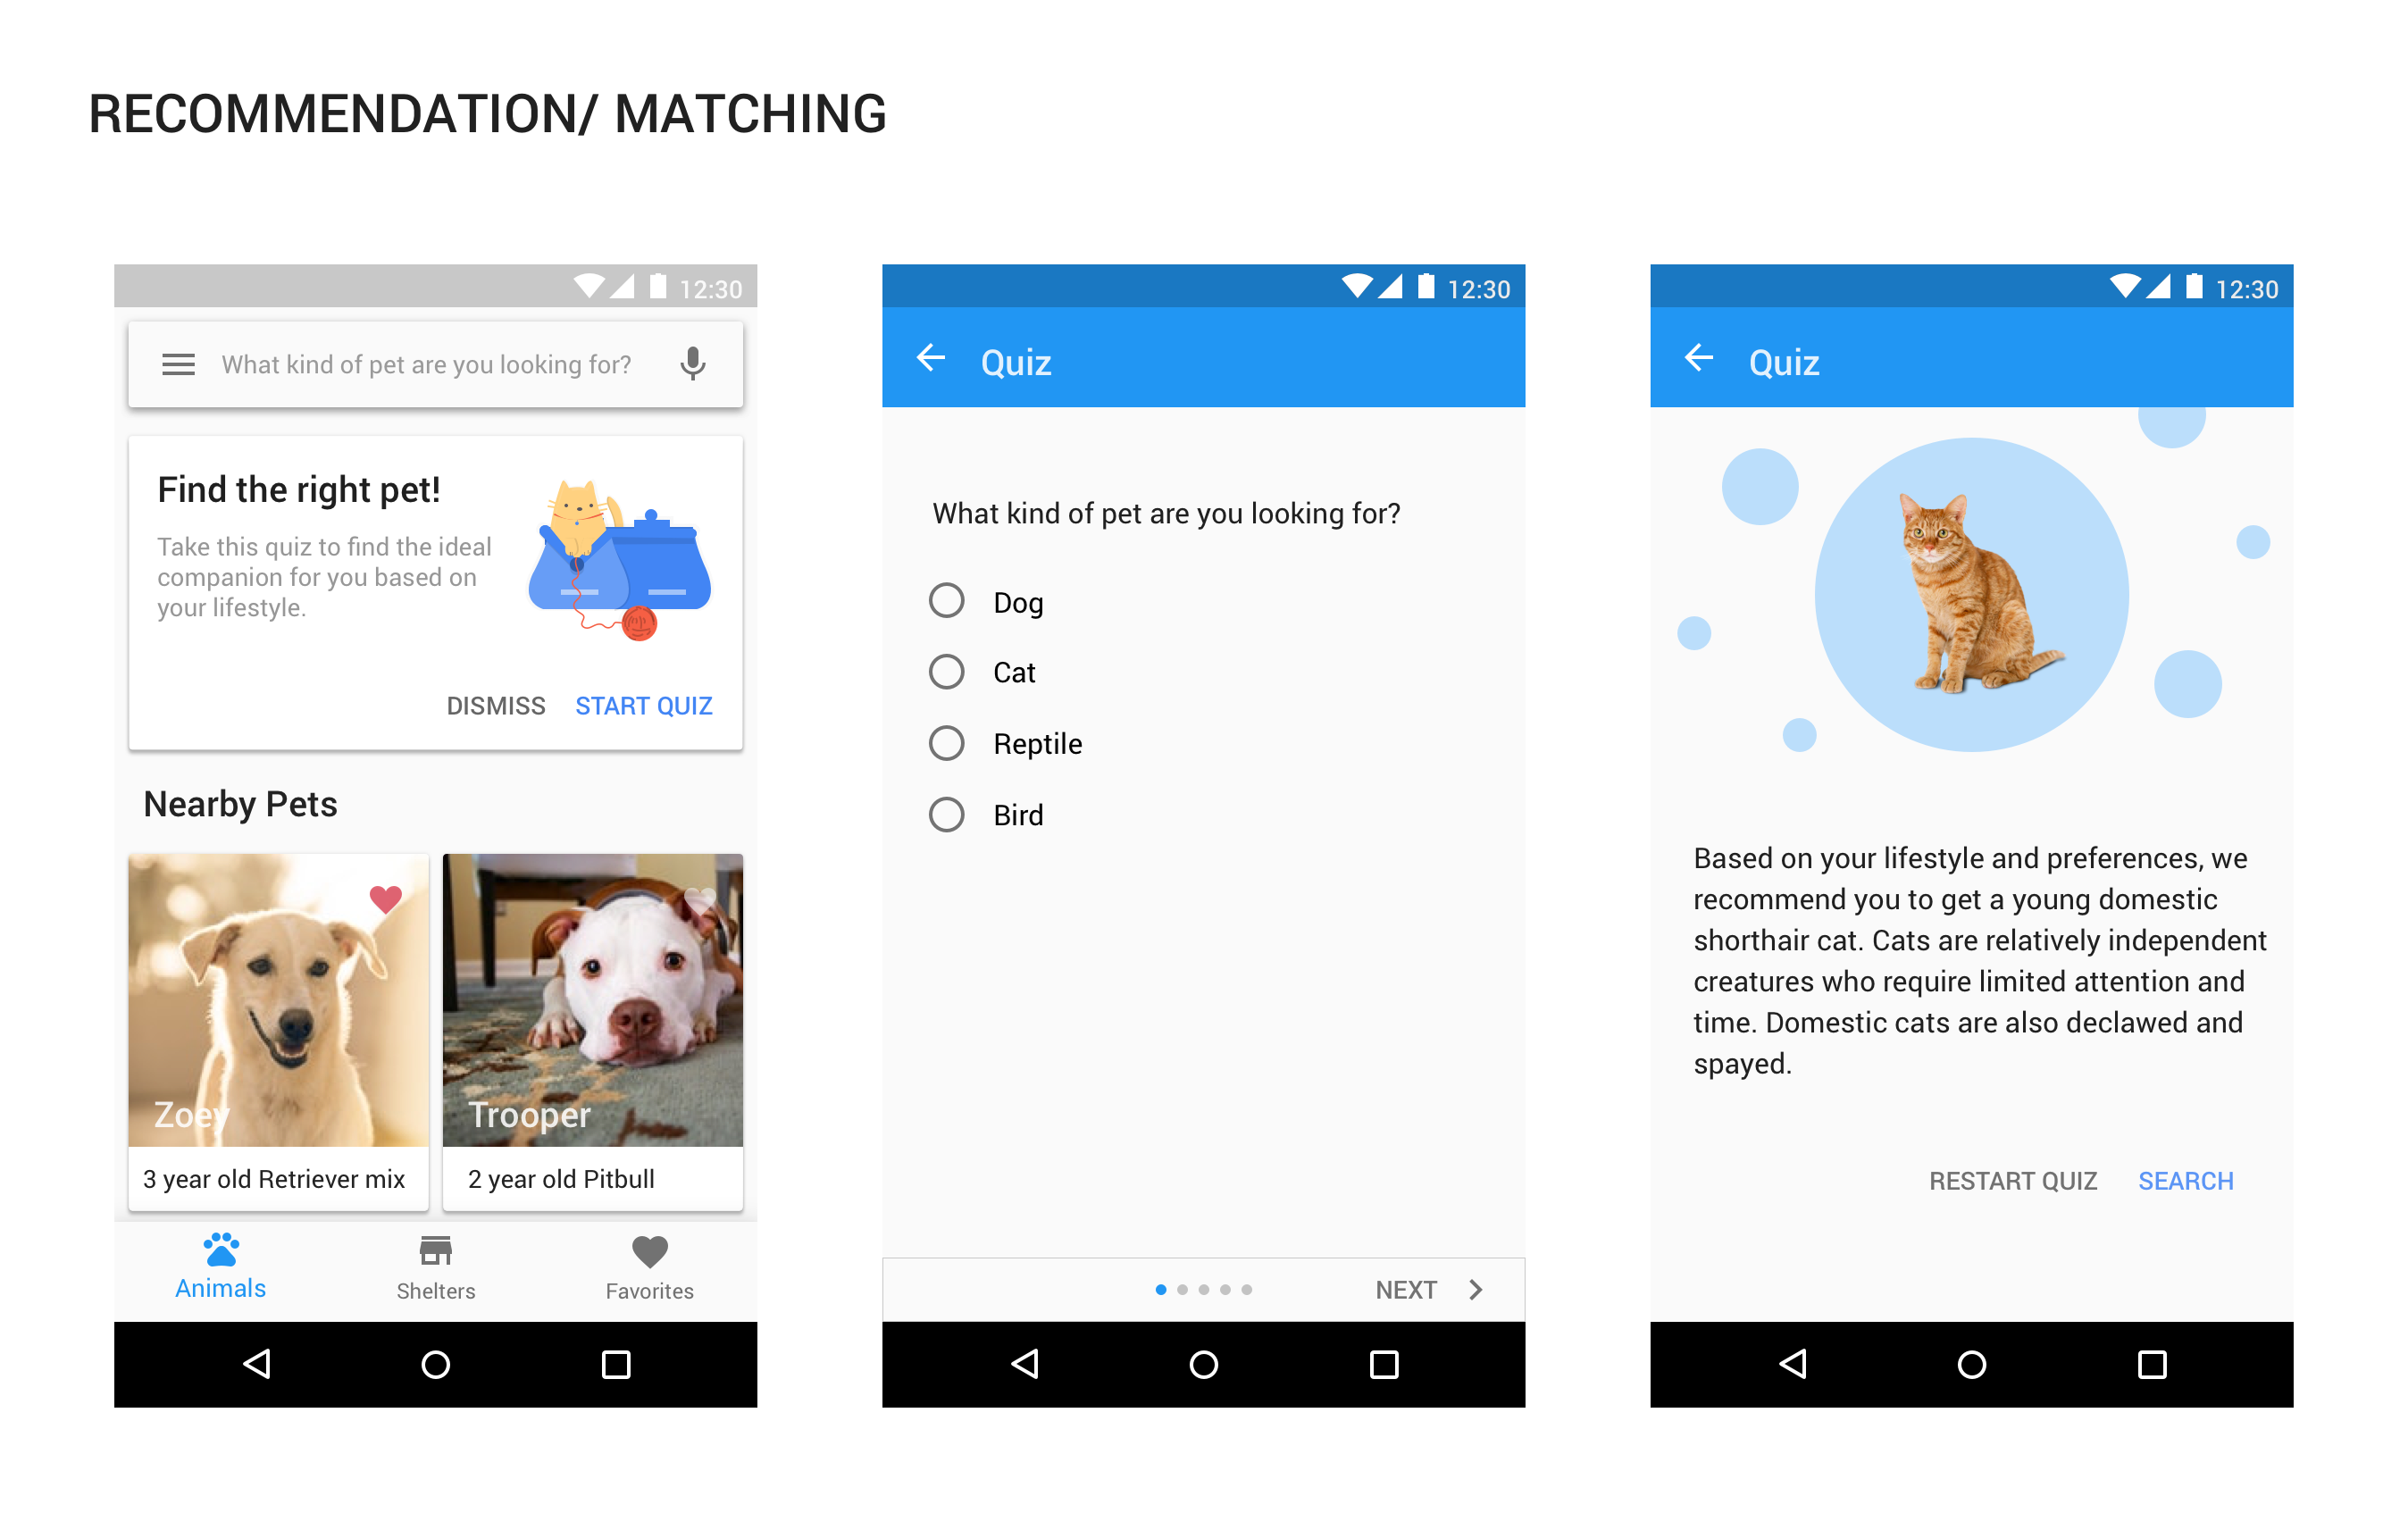 RECOMMENDATION/ MATCHING
12:30
What kind of pet are you looking for?
Find the right pet!
Take this quiz to find the ideal
companion for you based on
your lifestyle.
DISMISS START QUIZ
Nearby Pets
Zoey
3 year old Retriever mix
Trooper
2 year old Pitbull
Animals
Shelters
Favorites
12:30
Quiz
What kind of pet are you looking for?
Dog
Cat
Reptile
Bird
NEXT
12:30
Quiz
Based on your lifestyle and preferences, we
recommend you to get a young domestic
shorthair cat. Cats are relatively independent
creatures who require limited attention and
time. Domestic cats are also declawed and
spayed.
RESTART QUIZ SEARCH